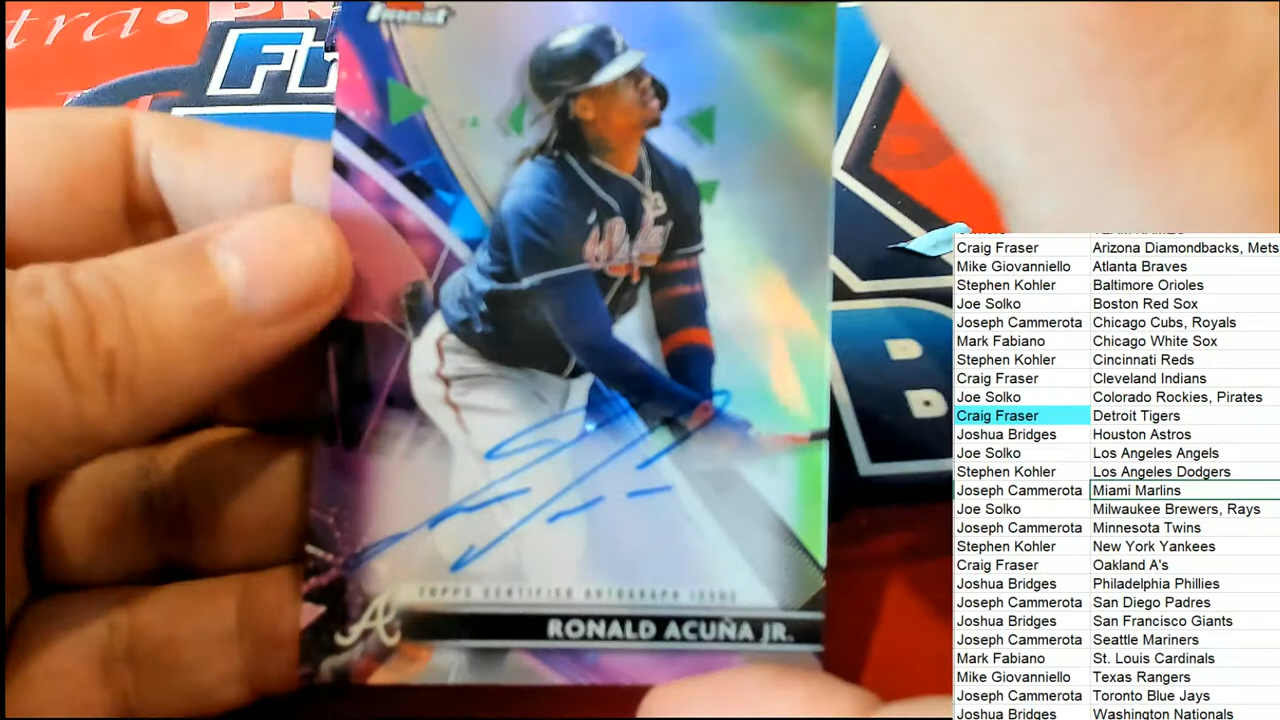 tra • PR
Fr
Finest
Craig Fraser Arizona Diamondbacks, Mets
Mike Giovanniello Atlanta Braves
Stephen Kohler Baltimore Orioles
Joe Solko Boston Red Sox
Joseph Cammerota Chicago Cubs, Royals
Mark Fabiano Chicago White Sox
Stephen Kohler Cincinnati Reds
Craig Fraser Cleveland Indians
Joe Solko Colorado Rockies, Pirates
Craig Fraser Detroit Tigers
Joshua Bridges Houston Astros
Joe Solko Los Angeles Angels
Stephen Kohler Los Angeles Dodgers
Joseph Cammerota Miami Marlins
Joe Solko Milwaukee Brewers, Rays
Joseph Cammerota Minnesota Twins
Stephen Kohler New York Yankees
Craig Fraser Oakland A's
Joshua Bridges Philadelphia Phillies
Joseph Cammerota San Diego Padres
Joshua Bridges San Francisco Giants
Joseph Cammerota Seattle Mariners
Mark Fabiano St. Louis Cardinals
Mike Giovanniello Texas Rangers
Joseph Cammerota Toronto Blue Jays
Joshua Bridges Washington Nationals
B
TOPPS CERTIFIED AUTOGRAPH ISSUE
A
RONALD ACUÑA JR.